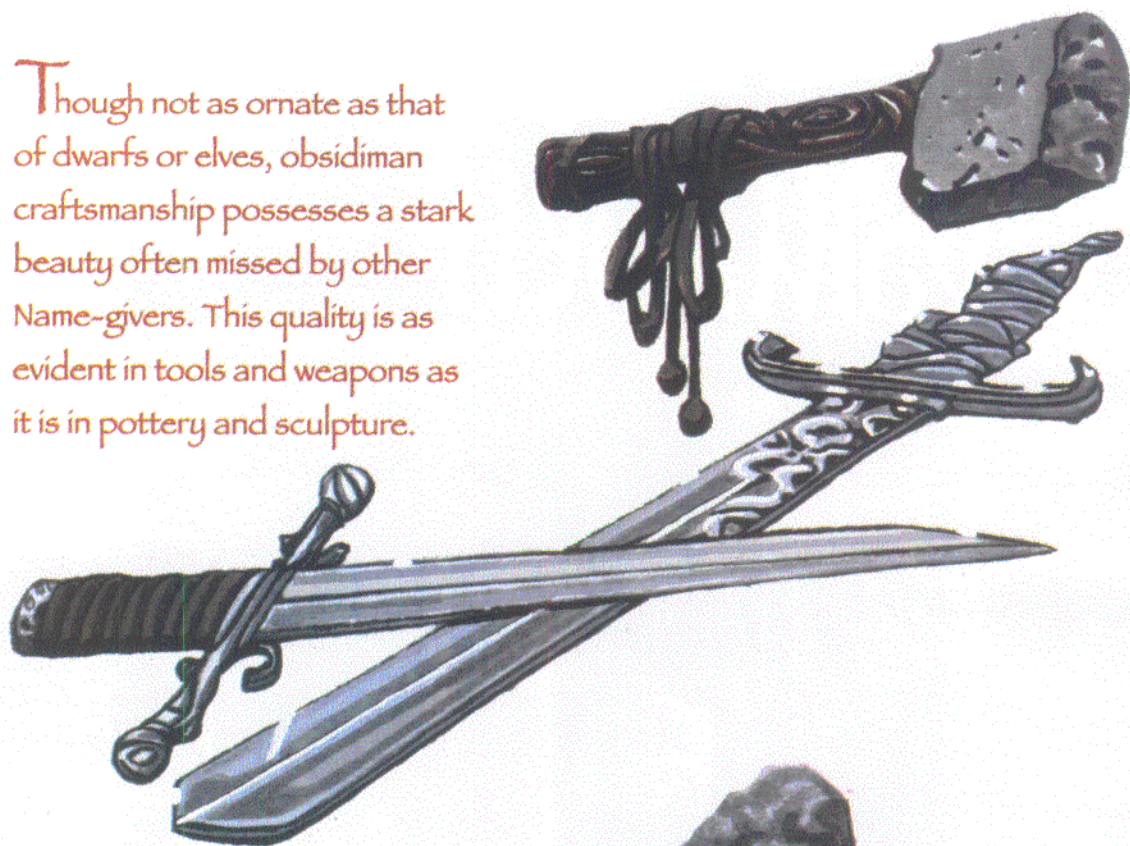 Though not as ornate as that
of dwarfs or elves, obsidiman
craftsmanship possesses a stark
beauty often missed by other
Name-givers. This quality is as
evident in tools and weapons as
it is in pottery and sculpture.